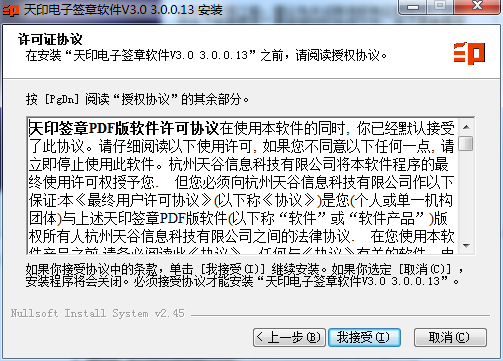 天印电子签章软件V3.0 3.0.0.13 安装
许可证协议
在安装“天印电子签章软件V3.0 3.0.0.13”之前，请阅读授权协议。
按 [PgDn] 阅读“授权协议”的其余部分。
天印签章PDF版软件许可协议在使用本软件的同时, 你已经默认接受
了此协议。请仔细阅读以下使用许可, 如果您不同意以下任何一点, 请
立即停止使用此软件。杭州天谷信息科技有限公司将本软件程序的最
终使用许可权授予您. 但您必须向杭州天谷信息科技有限公司作以下
保证:本《最终用户许可协议》(以下称《协议》)是您(个人或单一机构
团体)与上述天印签章PDF版软件(以下称“软件”或“软件产品”)版
权所有人杭州天谷信息科技有限公司之间的法律协议. 在您使用本软
件产品之前,请务必阅读此《协议》, 任何与《协议》有关的软件、电
如果你接受协议中的条款，单击 [我接受(I)] 继续安装。如果你选定 [取消(C)] ，
安装程序将会关闭。必须接受协议才能安装“天印电子签章软件V3.0 3.0.0.13”。
Nullsoft Install System v2.45
< 上一步(B)
我接受(I)
取消(C)